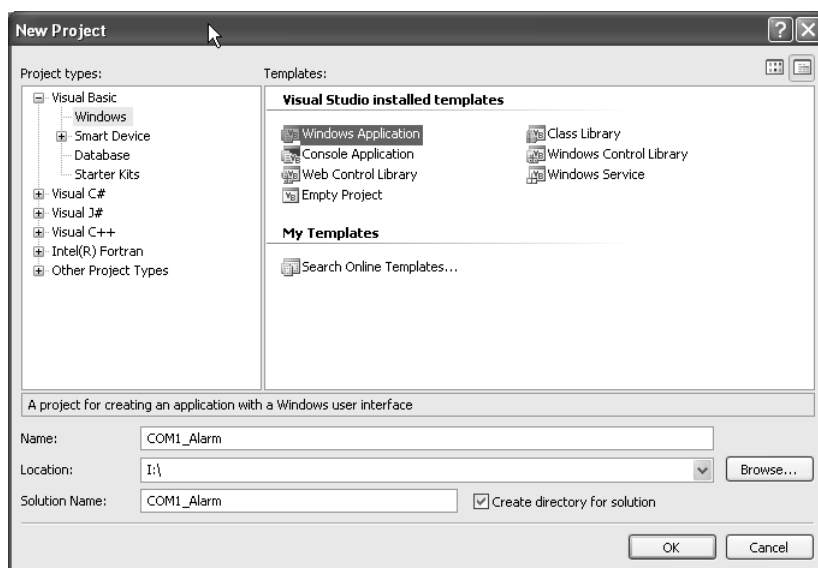 New Project
Project types:
Templates:
Visual Basic
Windows
Smart Device
Database
Starter Kits
Visual C#
Visual J#
Visual C++
Intel(R) Fortran
Other Project Types
Visual Studio installed templates
Windows Application
Class Library
Console Application
Windows Control Library
Web Control Library
Windows Service
Empty Project
My Templates
Search Online Templates...
A project for creating an application with a Windows user interface
Name: COM1_Alarm
Location: I:\ Browse...
Solution Name: COM1_Alarm Create directory for solution
OK Cancel